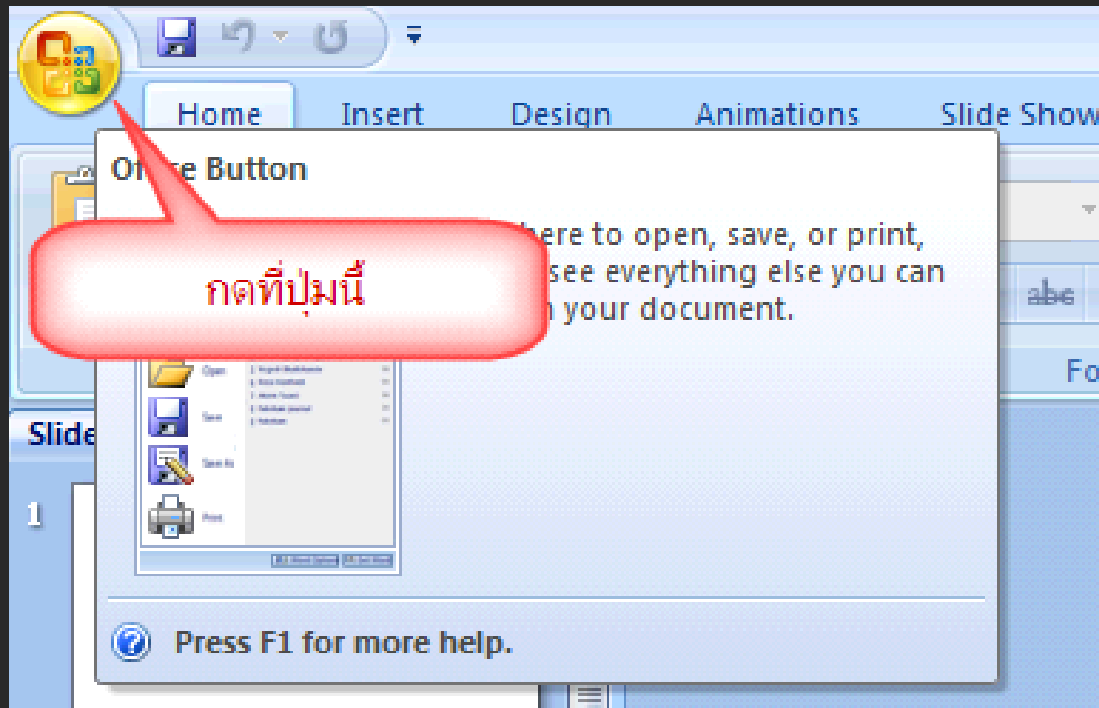 Home Insert Design Animations Slide Show
Button
กดที่ปุ่มนี้
here to open, save, or print,
see everything else you can
your document.
abc
Fo
Open
Save
Save As
Print
Slide
1
Press F1 for more help.